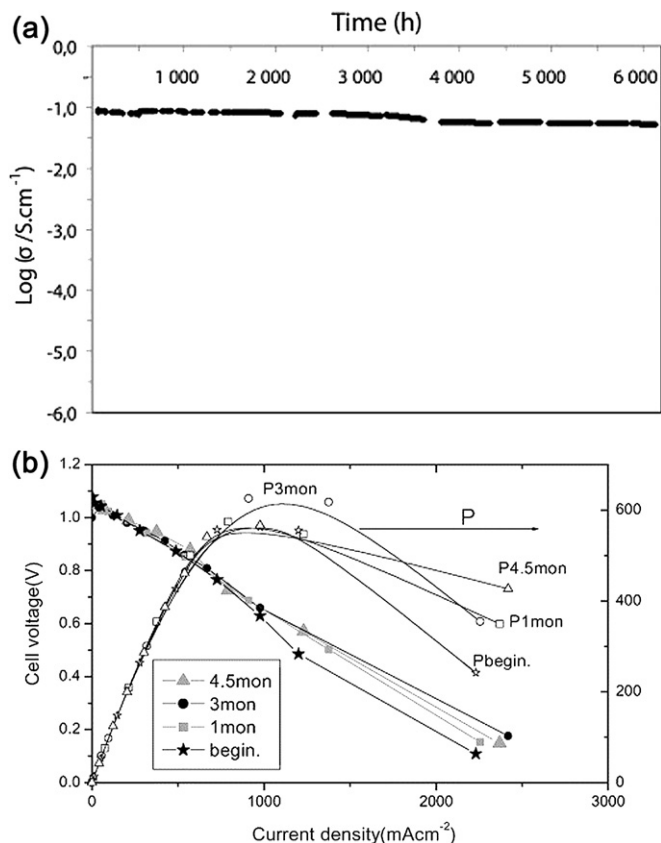 (a)
Time (h)
0,0
1 000 2 000 3 000 4 000 5 000 6 000
-1,0
-2,0
-3,0
-4,0
-5,0
-6,0
Log (σ/S.cm⁻¹)
(b)
1.2
1.0
0.8
0.6
0.4
0.2
0.0
Cell voltage(V)
P3mon
P
P4.5mon
P1mon
Pbegin.
4.5mon
3mon
1mon
begin.
600
400
200
0
0 1000 2000 3000
Current density(mAcm⁻²)